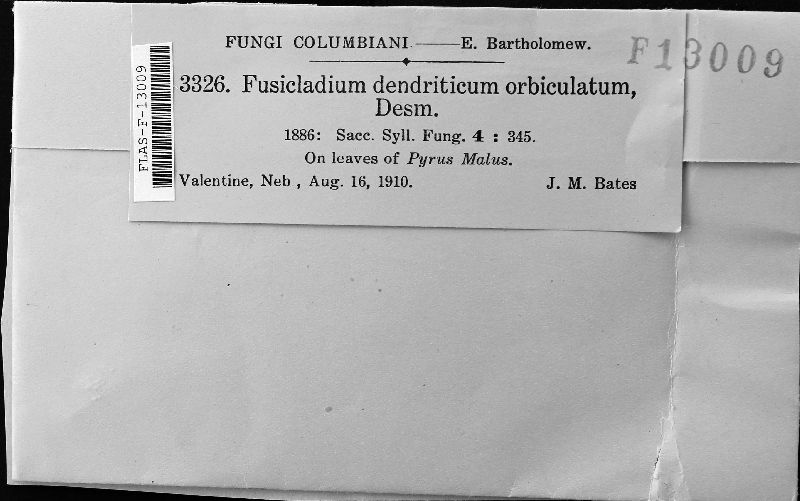 FUNGI COLUMBIANI.——E. Bartholomew.
F13009
FLAS-F-13009
3326. Fusicladium dendriticum orbiculatum,
Desm.
1886: Sacc. Syll. Fung. 4 : 345.
On leaves of Pyrus Malus.
Valentine, Neb , Aug. 16, 1910. J. M. Bates